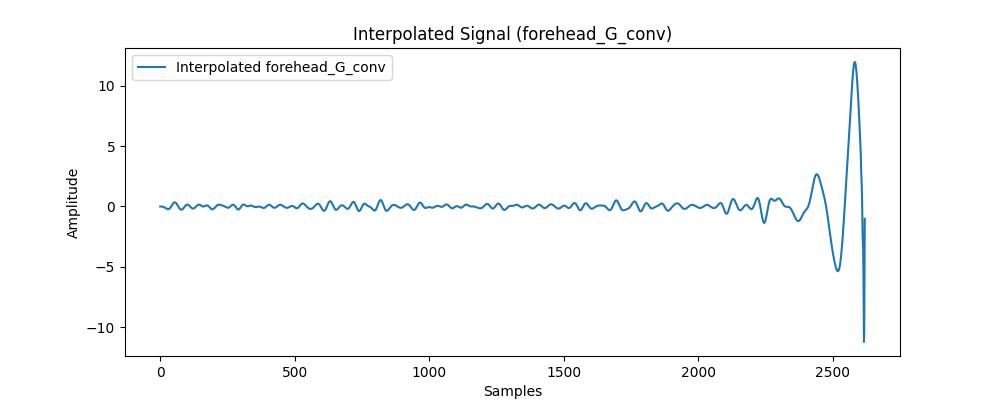 Interpolated Signal (forehead_G_conv)
Interpolated forehead_G_conv
10
5
0
−5
−10
Amplitude
0 500 1000 1500 2000 2500
Samples